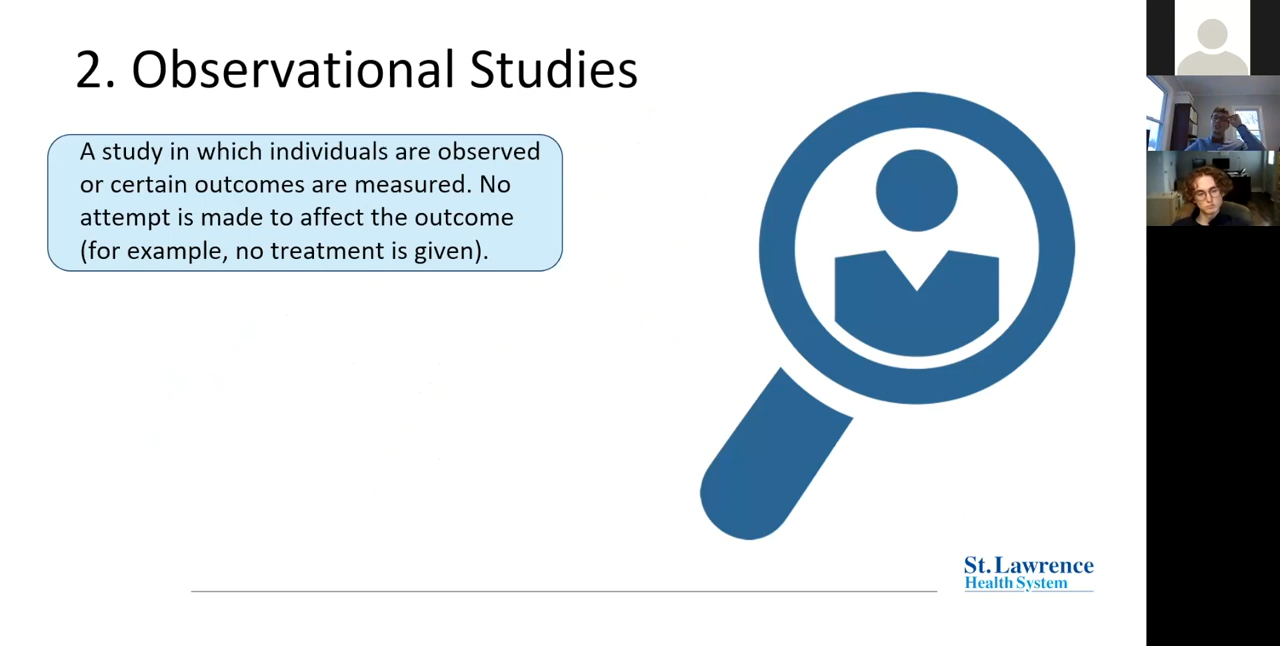 2. Observational Studies
A study in which individuals are observed
or certain outcomes are measured. No
attempt is made to affect the outcome
(for example, no treatment is given).
St. Lawrence
Health System